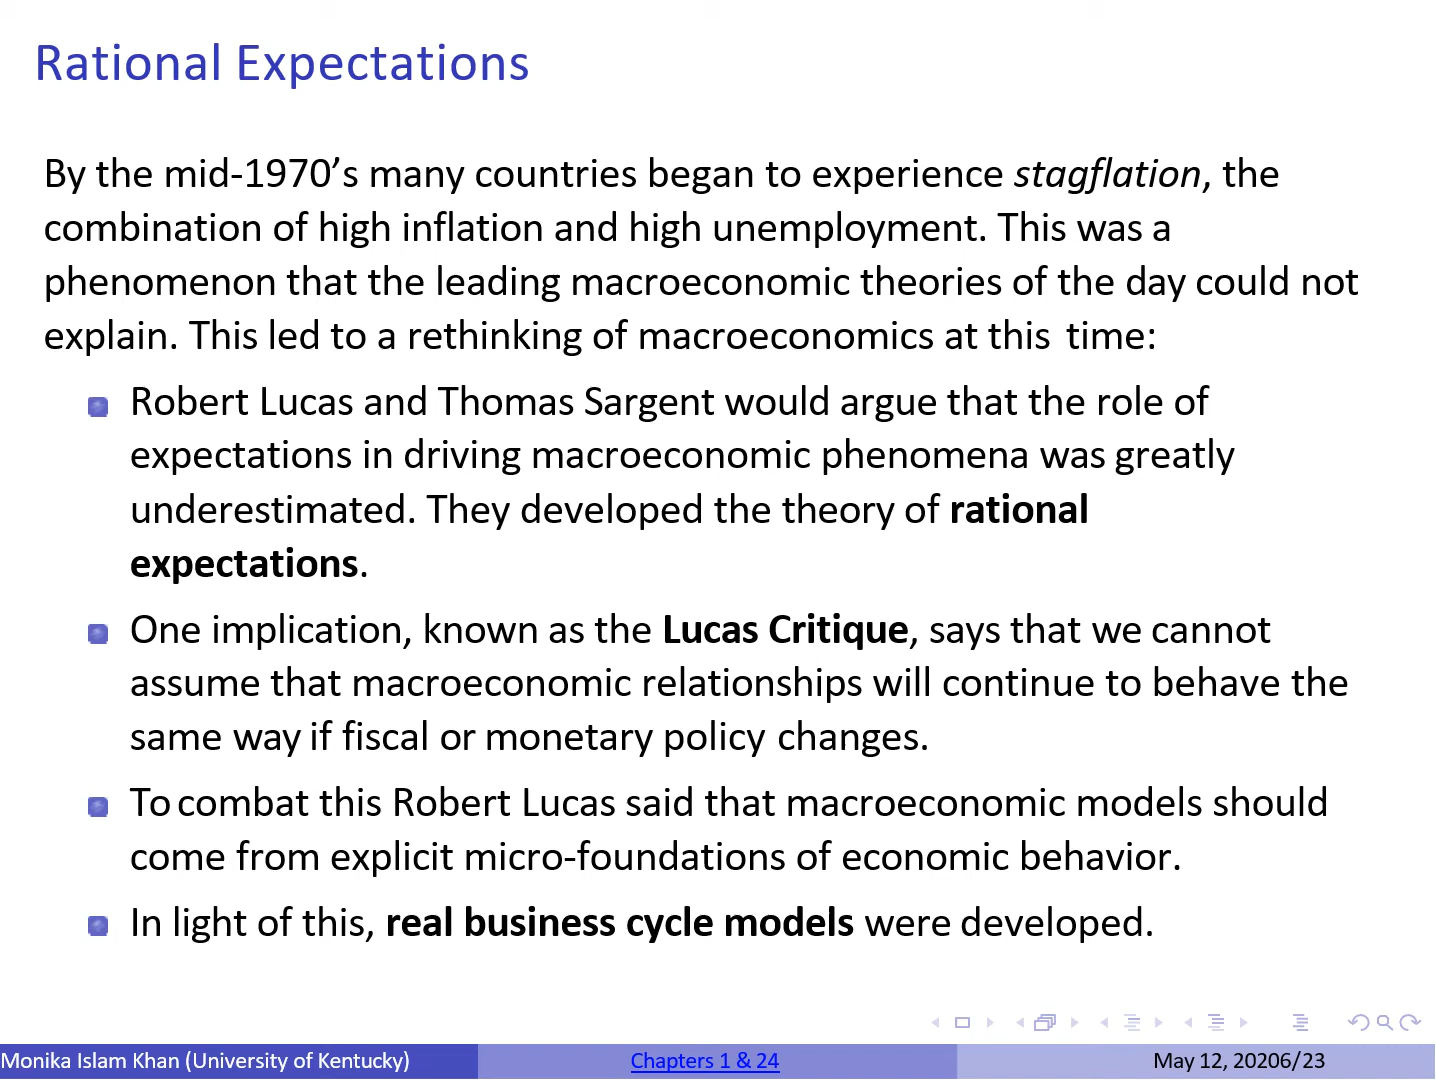 Rational Expectations
By the mid-1970’s many countries began to experience stagflation, the
combination of high inflation and high unemployment. This was a
phenomenon that the leading macroeconomic theories of the day could not
explain. This led to a rethinking of macroeconomics at this time:
Robert Lucas and Thomas Sargent would argue that the role of
expectations in driving macroeconomic phenomena was greatly
underestimated. They developed the theory of rational
expectations.
One implication, known as the Lucas Critique, says that we cannot
assume that macroeconomic relationships will continue to behave the
same way if fiscal or monetary policy changes.
To combat this Robert Lucas said that macroeconomic models should
come from explicit micro-foundations of economic behavior.
In light of this, real business cycle models were developed.
Monika Islam Khan (University of Kentucky) Chapters 1 & 24 May 12, 20206/23